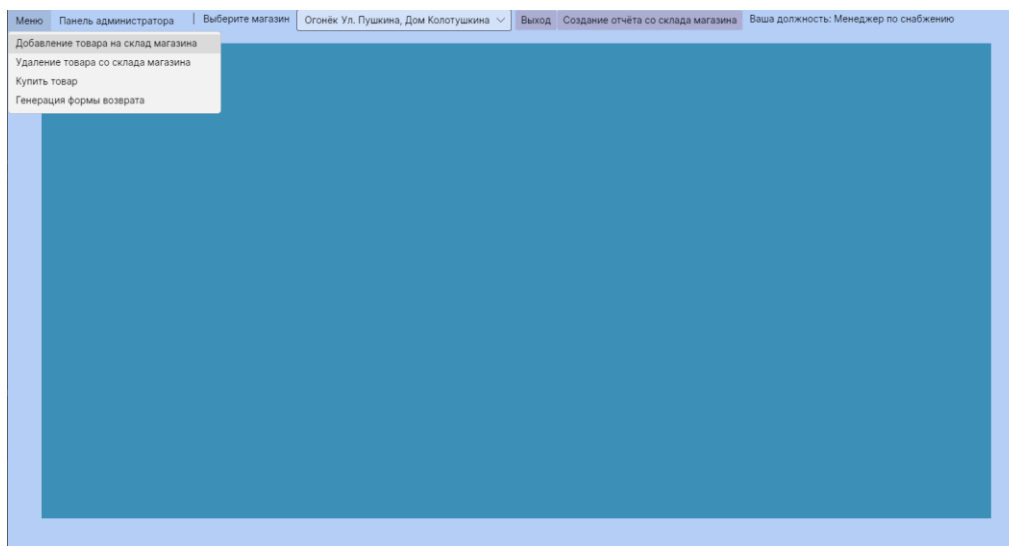 Меню Панель администратора | Выберите магазин Огонёк Ул. Пушкина, Дом Колотушкина Выход Создание отчёта со склада магазина Ваша должность: Менеджер по снабжению
Добавление товара на склад магазина
Удаление товара со склада магазина
Купить товар
Генерация формы возврата